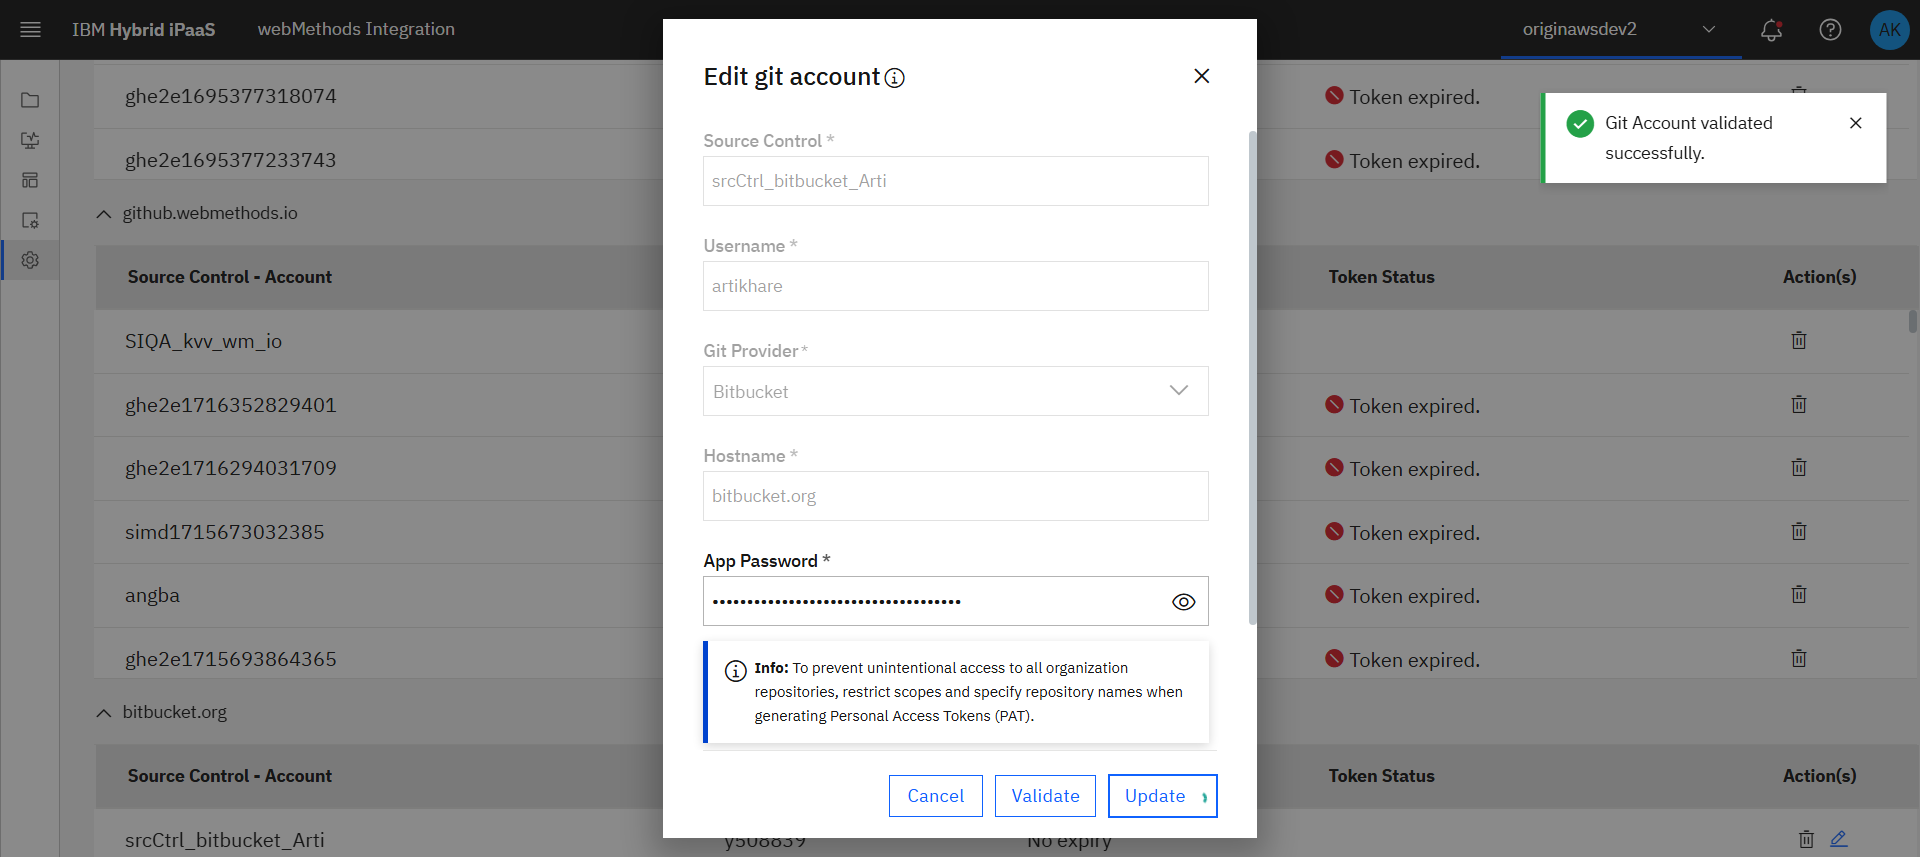 IBM Hybrid iPaaS
webMethods Integration
originawsdev2
AK
ghe2e1695377318074
Token expired.
ghe2e1695377233743
Token expired.
github.webmethods.io
Source Control - Account
Token Status
Action(s)
SIQA_kvv_wm_io
ghe2e1716352829401
Token expired.
ghe2e1716294031709
Token expired.
simd1715673032385
Token expired.
angba
Token expired.
ghe2e1715693864365
Token expired.
bitbucket.org
Source Control - Account
Token Status
Action(s)
srcCtrl_bitbucket_Arti
y508839
No expiry
Edit git account
Source Control *
srcCtrl_bitbucket_Arti
Username *
artikhare
Git Provider*
Bitbucket
Hostname *
bitbucket.org
App Password *
••••••••••••••••••••••••••••••••••••
Info: To prevent unintentional access to all organization
repositories, restrict scopes and specify repository names when
generating Personal Access Tokens (PAT).
Cancel
Validate
Update
Git Account validated
successfully.